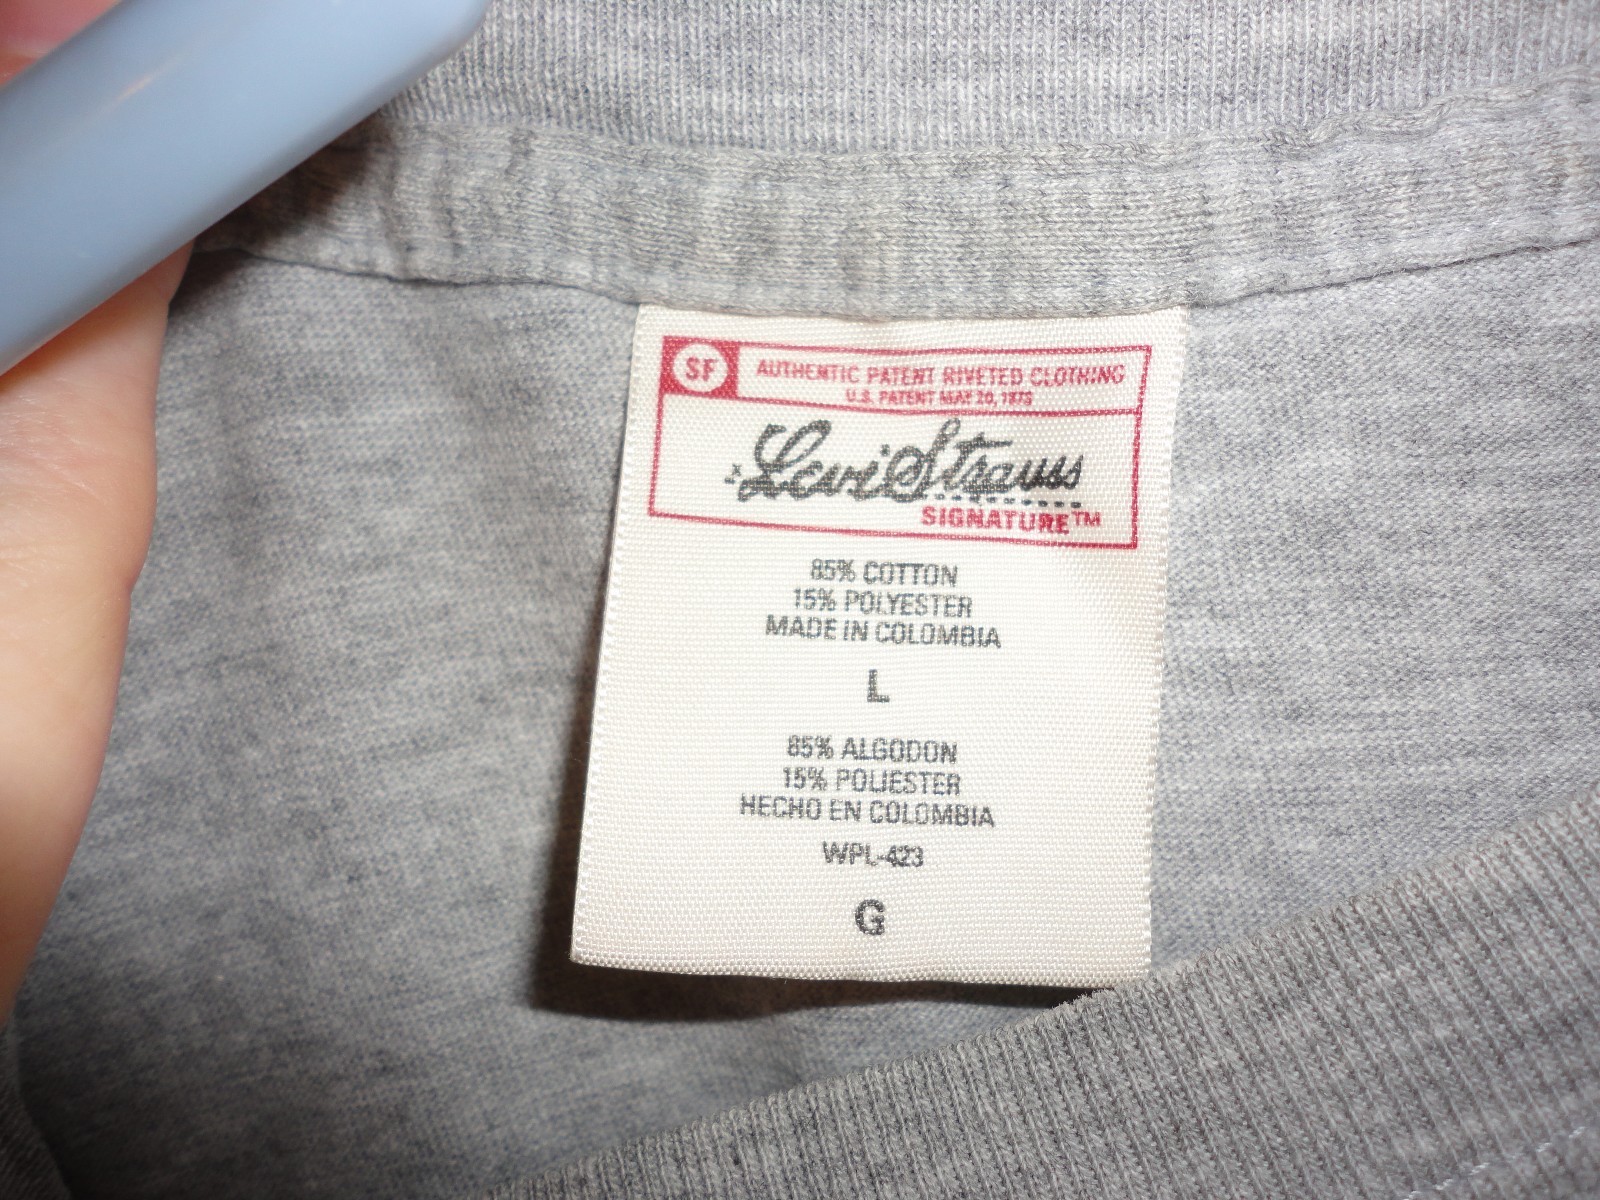 SF
AUTHENTIC PATENT RIVETED CLOTHING
U.S. PATENT MAY 20, 1873
Levi Strauss
SIGNATURE™
85% COTTON
15% POLYESTER
MADE IN COLOMBIA
L
85% ALGODON
15% POLIESTER
HECHO EN COLOMBIA
WPL-423
G